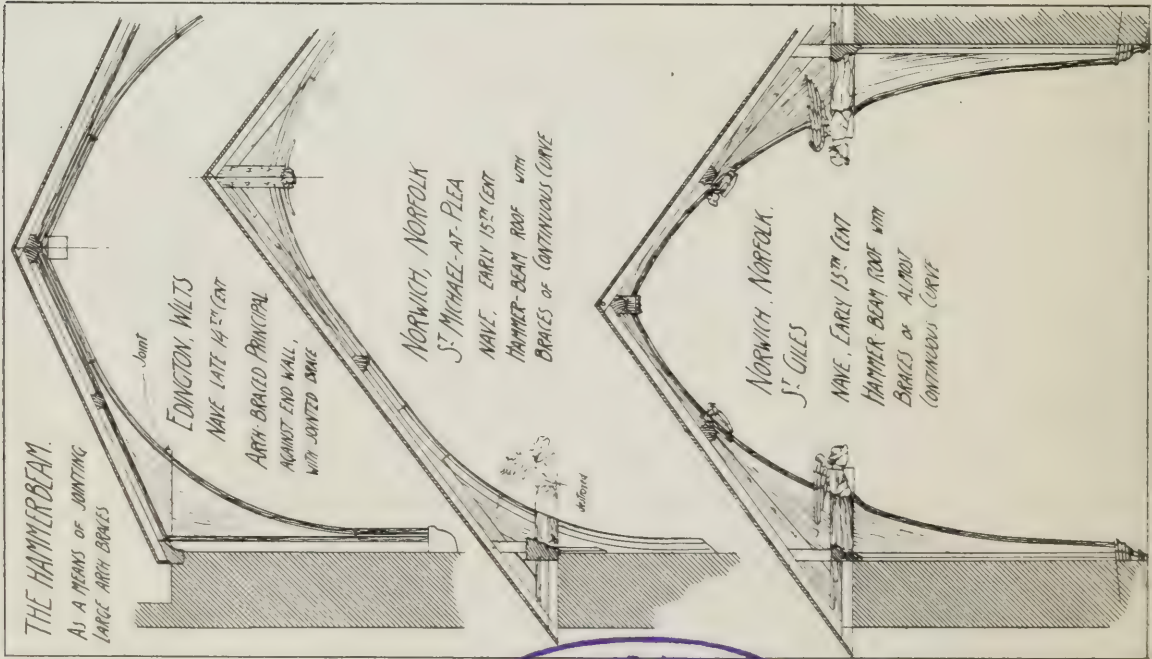 THE HAMMERBEAM.
AS A MEANS OF JOINTING
LARGE ARCH BRACES
Joint
EDINGTON, WILTS
NAVE LATE 14TH CENT
ARCH-BRACED PRINCIPAL
AGAINST END WALL,
WITH JOINTED BRACE
NORWICH, NORFOLK
ST MICHAEL-AT-PLEA
NAVE, EARLY 15TH CENT
HAMMER-BEAM ROOF WITH
BRACES OF CONTINUOUS CURVE
destroyed
NORWICH, NORFOLK.
ST GILES
NAVE, EARLY 15TH CENT
HAMMER-BEAM ROOF WITH
BRACES OF ALMOST
CONTINUOUS CURVE